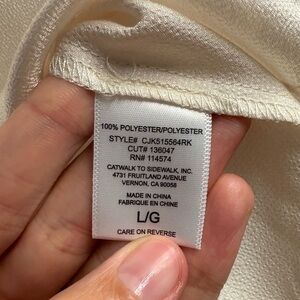 100% POLYESTER/POLYESTER
STYLE# CJK515564RK
CUT# 136047
RN# 114574
CATWALK TO SIDEWALK, INC.
4731 FRUITLAND AVENUE
VERNON, CA 90058
MADE IN CHINA
FABRIQUE EN CHINE
L/G
CARE ON REVERSE